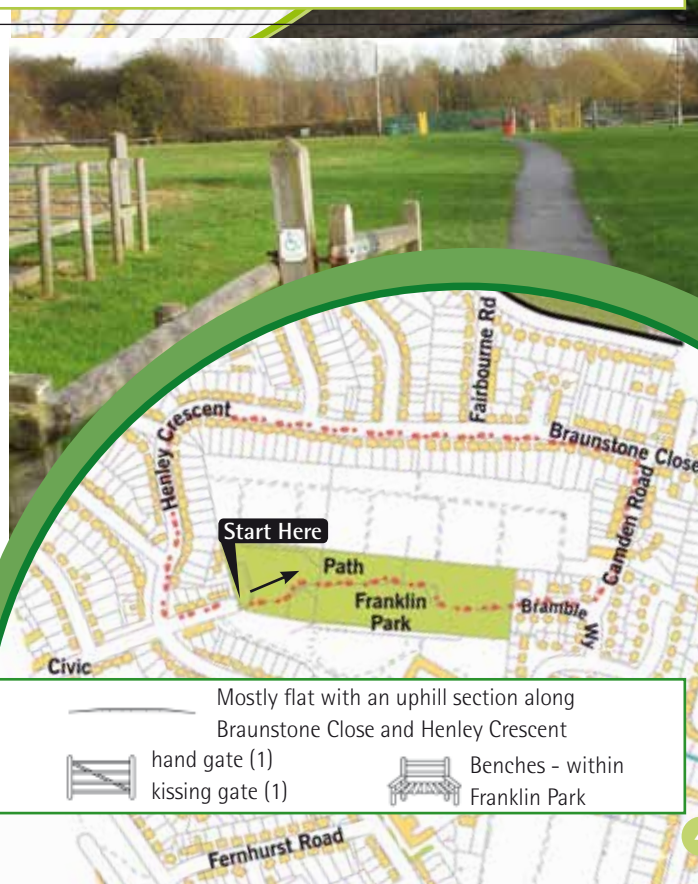 Fairbourne Rd
Henley Crescent
Braunstone Close
Camden Road
Start Here
Path
Franklin
Park
Bramble
Wy
Civic
Mostly flat with an uphill section along
Braunstone Close and Henley Crescent
hand gate (1)
kissing gate (1)
Benches - within
Franklin Park
Fernhurst Road